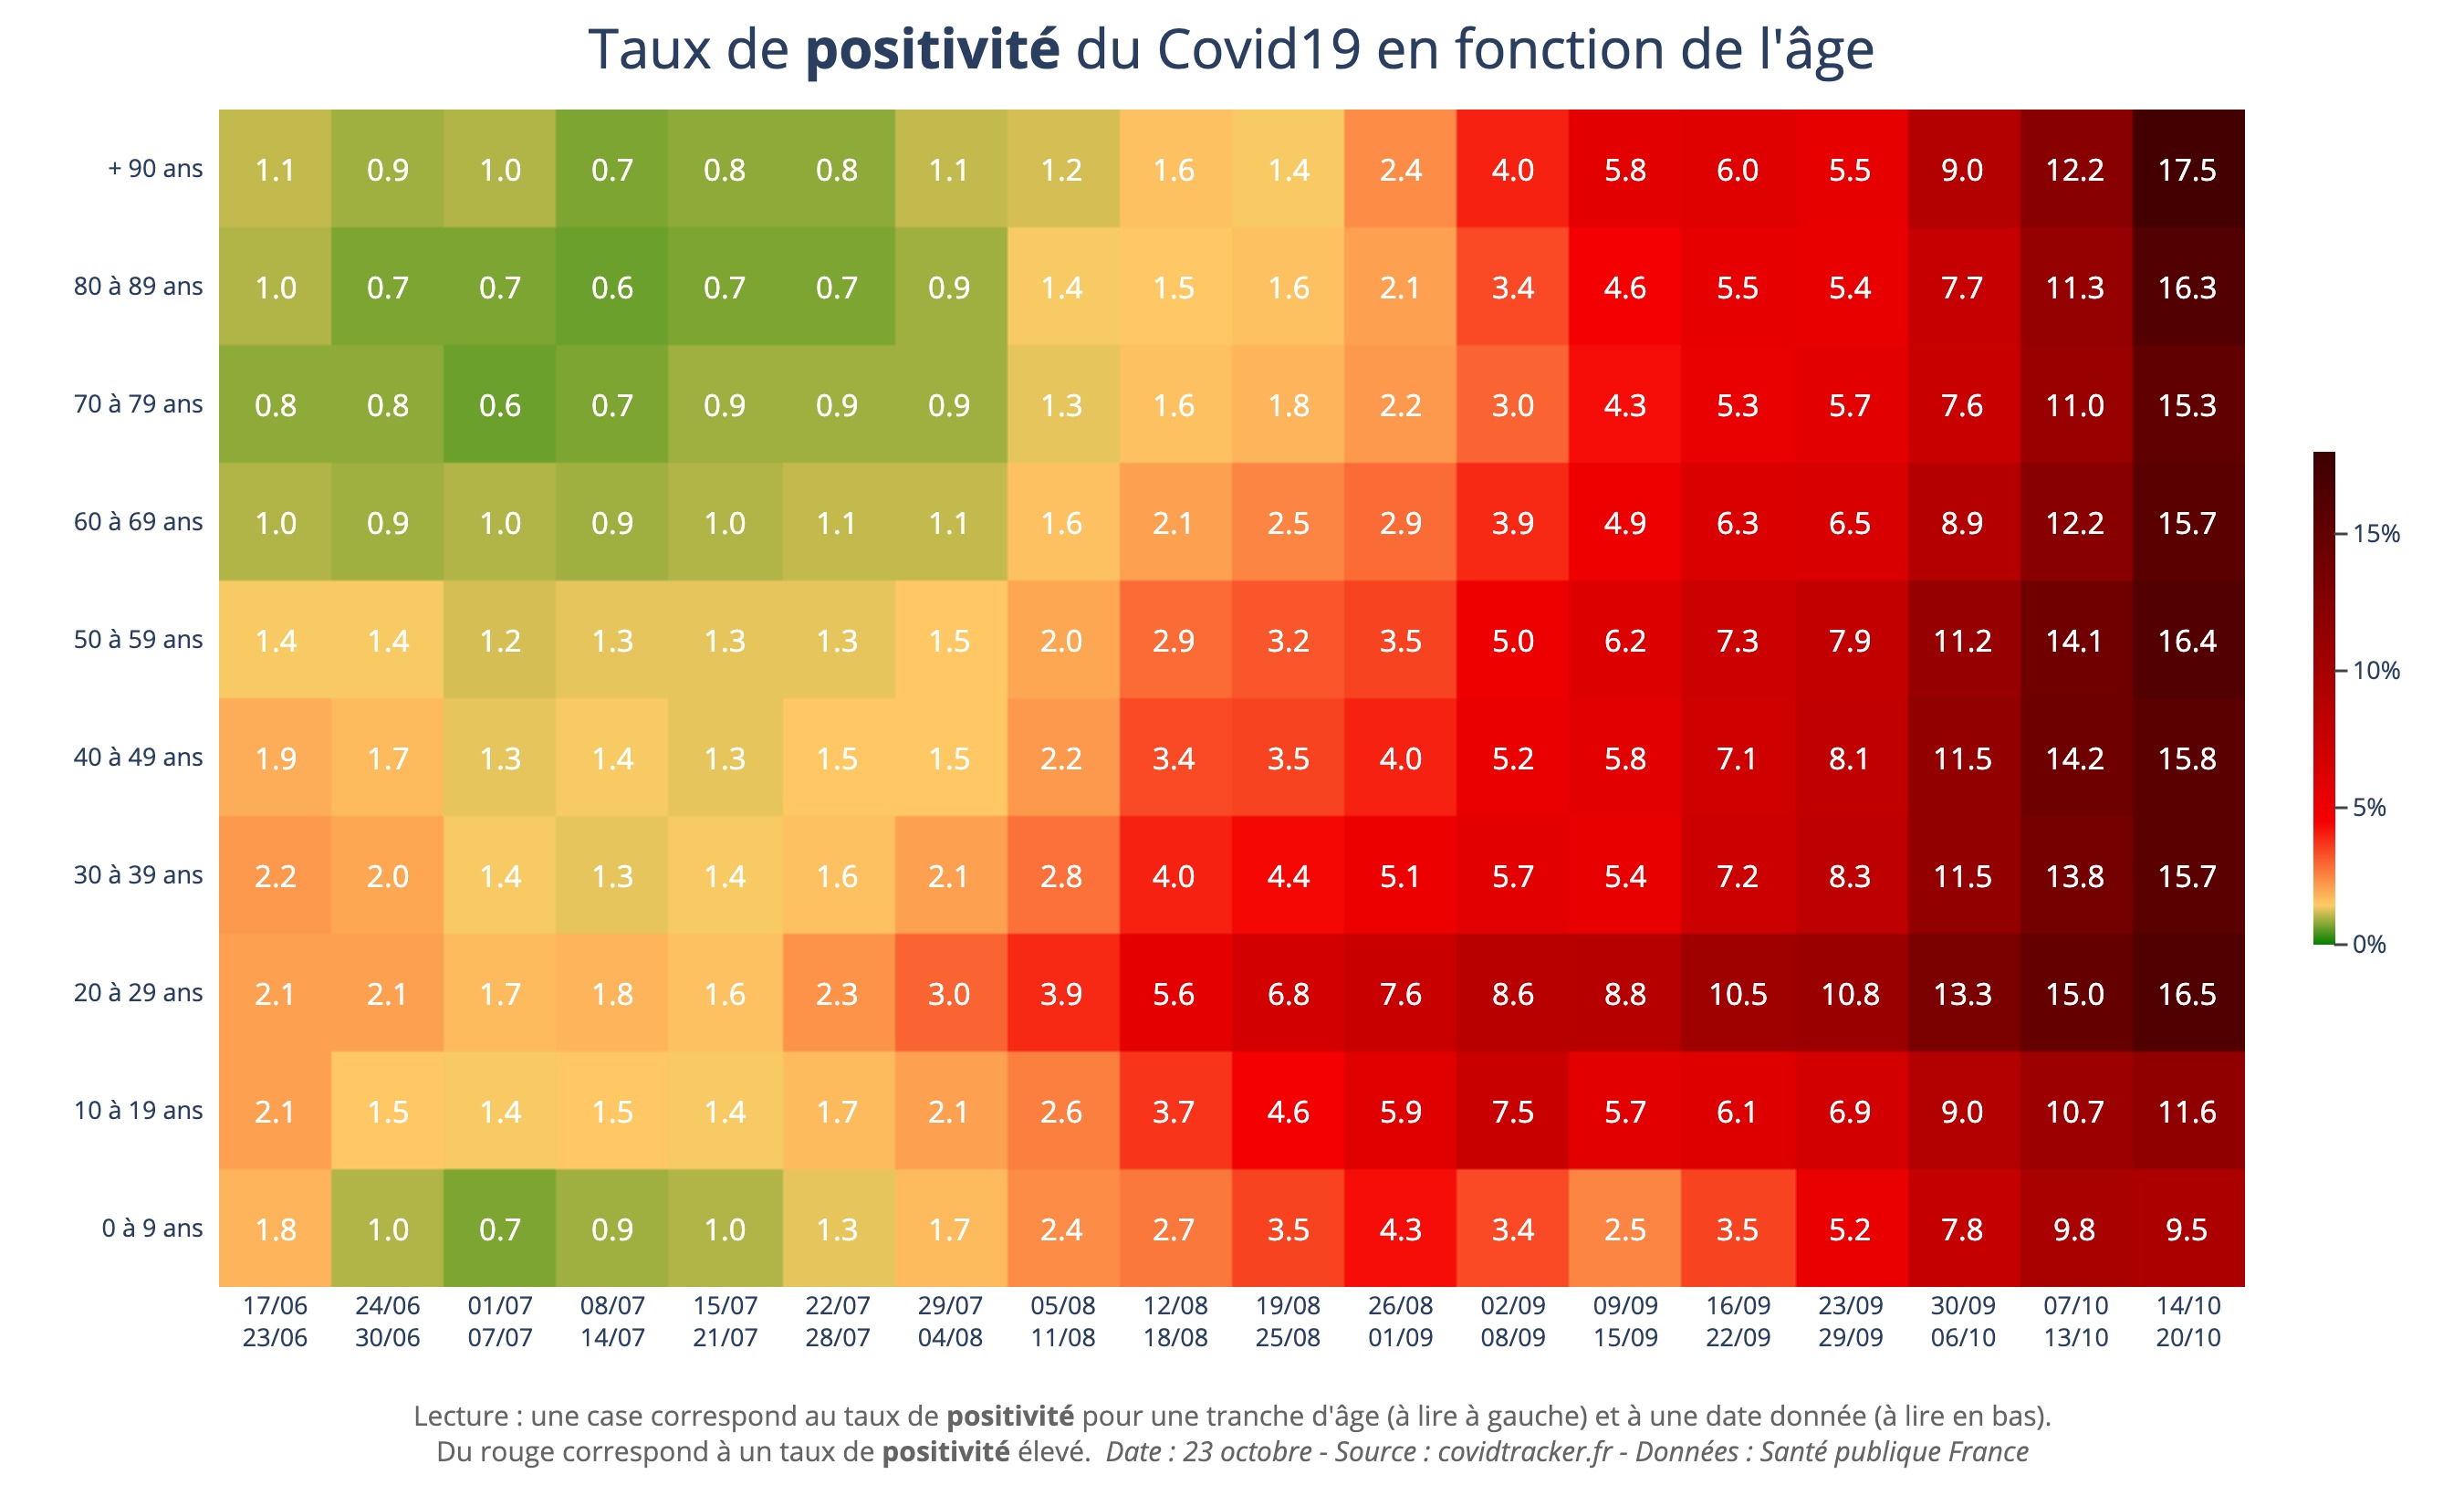 Taux de positivité du Covid19 en fonction de l'âge
+ 90 ans 1.1 0.9 1.0 0.7 0.8 0.8 1.1 1.2 1.6 1.4 2.4 4.0 5.8 6.0 5.5 9.0 12.2 17.5
80 à 89 ans 1.0 0.7 0.7 0.6 0.7 0.7 0.9 1.4 1.5 1.6 2.1 3.4 4.6 5.5 5.4 7.7 11.3 16.3
70 à 79 ans 0.8 0.8 0.6 0.7 0.9 0.9 0.9 1.3 1.6 1.8 2.2 3.0 4.3 5.3 5.7 7.6 11.0 15.3
60 à 69 ans 1.0 0.9 1.0 0.9 1.0 1.1 1.1 1.6 2.1 2.5 2.9 3.9 4.9 6.3 6.5 8.9 12.2 15.7
50 à 59 ans 1.4 1.4 1.2 1.3 1.3 1.3 1.5 2.0 2.9 3.2 3.5 5.0 6.2 7.3 7.9 11.2 14.1 16.4
40 à 49 ans 1.9 1.7 1.3 1.4 1.3 1.5 1.5 2.2 3.4 3.5 4.0 5.2 5.8 7.1 8.1 11.5 14.2 15.8
30 à 39 ans 2.2 2.0 1.4 1.3 1.4 1.6 2.1 2.8 4.0 4.4 5.1 5.7 5.4 7.2 8.3 11.5 13.8 15.7
20 à 29 ans 2.1 2.1 1.7 1.8 1.6 2.3 3.0 3.9 5.6 6.8 7.6 8.6 8.8 10.5 10.8 13.3 15.0 16.5
10 à 19 ans 2.1 1.5 1.4 1.5 1.4 1.7 2.1 2.6 3.7 4.6 5.9 7.5 5.7 6.1 6.9 9.0 10.7 11.6
0 à 9 ans 1.8 1.0 0.7 0.9 1.0 1.3 1.7 2.4 2.7 3.5 4.3 3.4 2.5 3.5 5.2 7.8 9.8 9.5
17/06 24/06 01/07 08/07 15/07 22/07 29/07 05/08 12/08 19/08 26/08 02/09 09/09 16/09 23/09 30/09 07/10 14/10
23/06 30/06 07/07 14/07 21/07 28/07 04/08 11/08 18/08 25/08 01/09 08/09 15/09 22/09 29/09 06/10 13/10 20/10
15%
10%
5%
0%
Lecture : une case correspond au taux de positivité pour une tranche d'âge (à lire à gauche) et à une date donnée (à lire en bas).
Du rouge correspond à un taux de positivité élevé. Date : 23 octobre - Source : covidtracker.fr - Données : Santé publique France